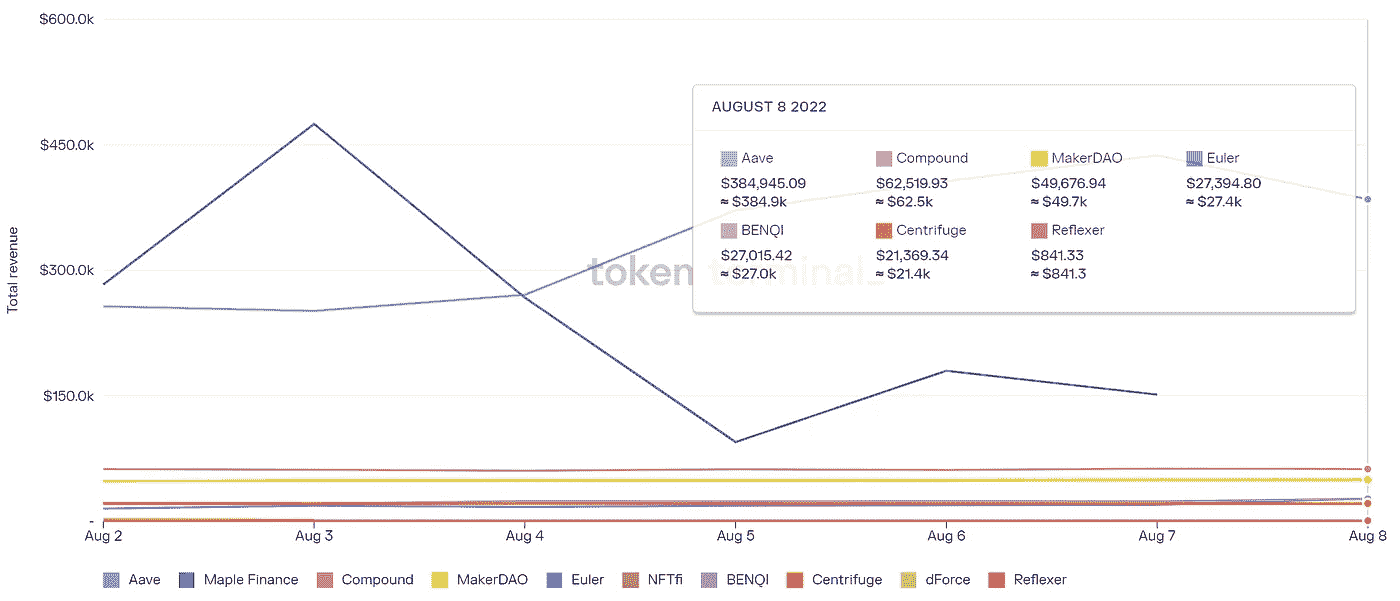 $600.0k
$450.0k
$300.0k
$150.0k
-
Total revenue
AUGUST 8 2022
Aave Compound MakerDAO Euler
$384,945.09 $62,519.93 $49,676.94 $27,394.80
≈ $384.9k ≈ $62.5k ≈ $49.7k ≈ $27.4k
BENQI Centrifuge Reflexer
$27,015.42 $21,369.34 $841.33
≈ $27.0k ≈ $21.4k ≈ $841.3
token terminal_
Aug 2 Aug 3 Aug 4 Aug 5 Aug 6 Aug 7 Aug 8
Aave Maple Finance Compound MakerDAO Euler NFTfi BENQI Centrifuge dForce Reflexer